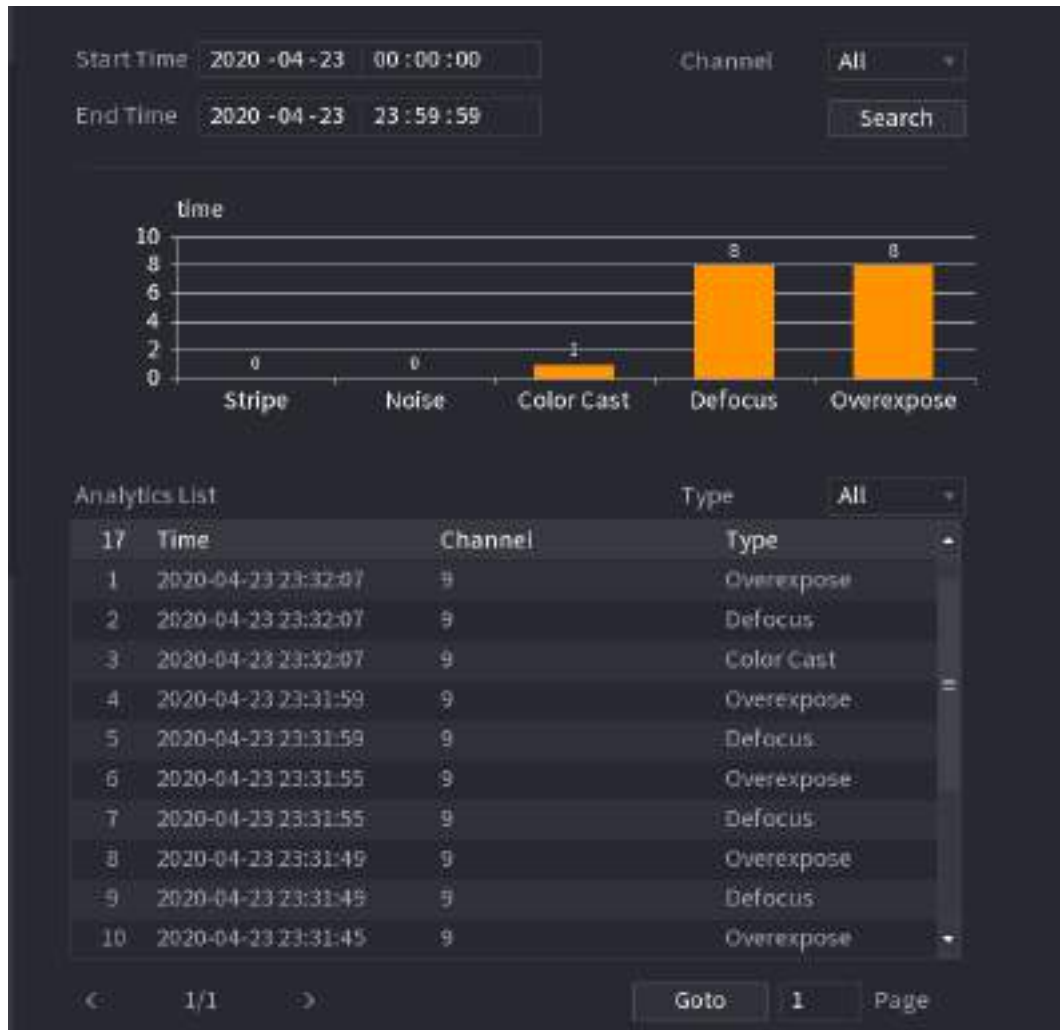 Start Time 2020 -04 -23 00 : 00 : 00 Channel All
End Time 2020 -04 -23 23 : 59 : 59 Search
time
10
8
6
4
2
0
0 0 1 8 8
Stripe Noise Color Cast Defocus Overexpose
Analytics List Type All
17 Time Channel Type
1 2020-04-23 23:32:07 9 Overexpose
2 2020-04-23 23:32:07 9 Defocus
3 2020-04-23 23:32:07 9 Color Cast
4 2020-04-23 23:31:59 9 Overexpose
5 2020-04-23 23:31:59 9 Defocus
6 2020-04-23 23:31:55 9 Overexpose
7 2020-04-23 23:31:55 9 Defocus
8 2020-04-23 23:31:49 9 Overexpose
9 2020-04-23 23:31:49 9 Defocus
10 2020-04-23 23:31:45 9 Overexpose
< 1/1 > Goto 1 Page